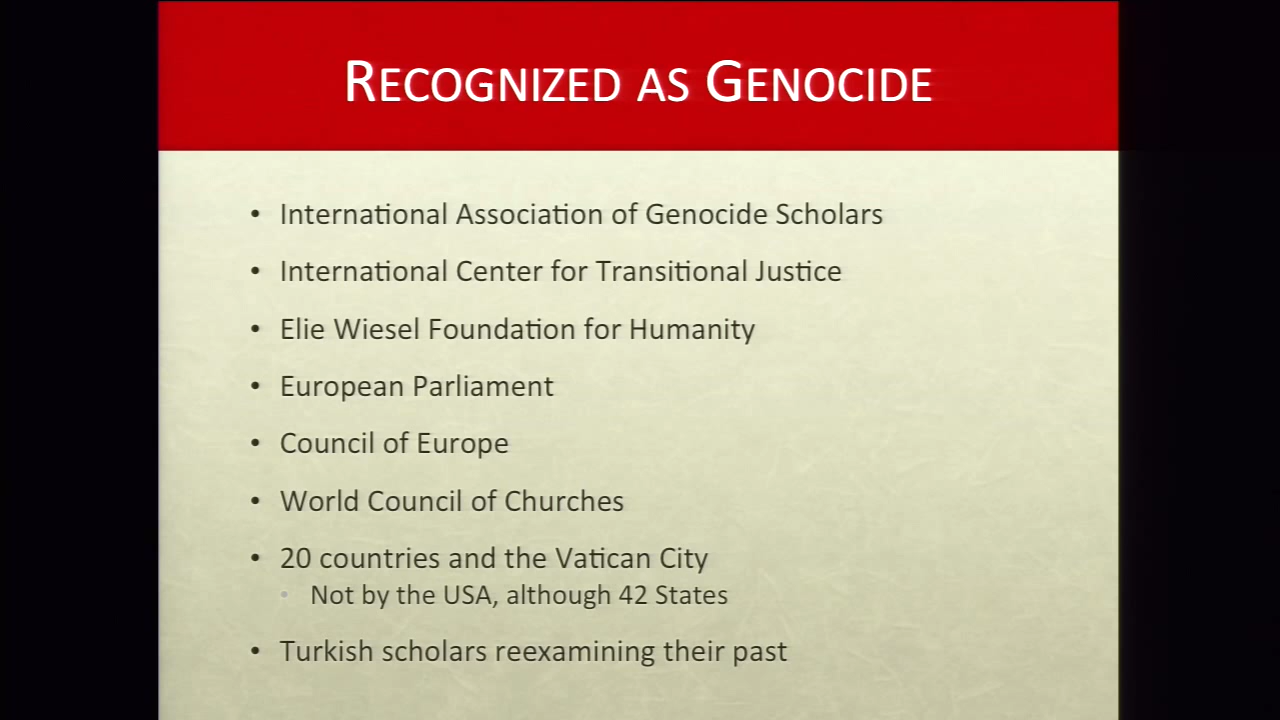 RECOGNIZED AS GENOCIDE
• International Association of Genocide Scholars
• International Center for Transitional Justice
• Elie Wiesel Foundation for Humanity
• European Parliament
• Council of Europe
• World Council of Churches
• 20 countries and the Vatican City
• Not by the USA, although 42 States
• Turkish scholars reexamining their past